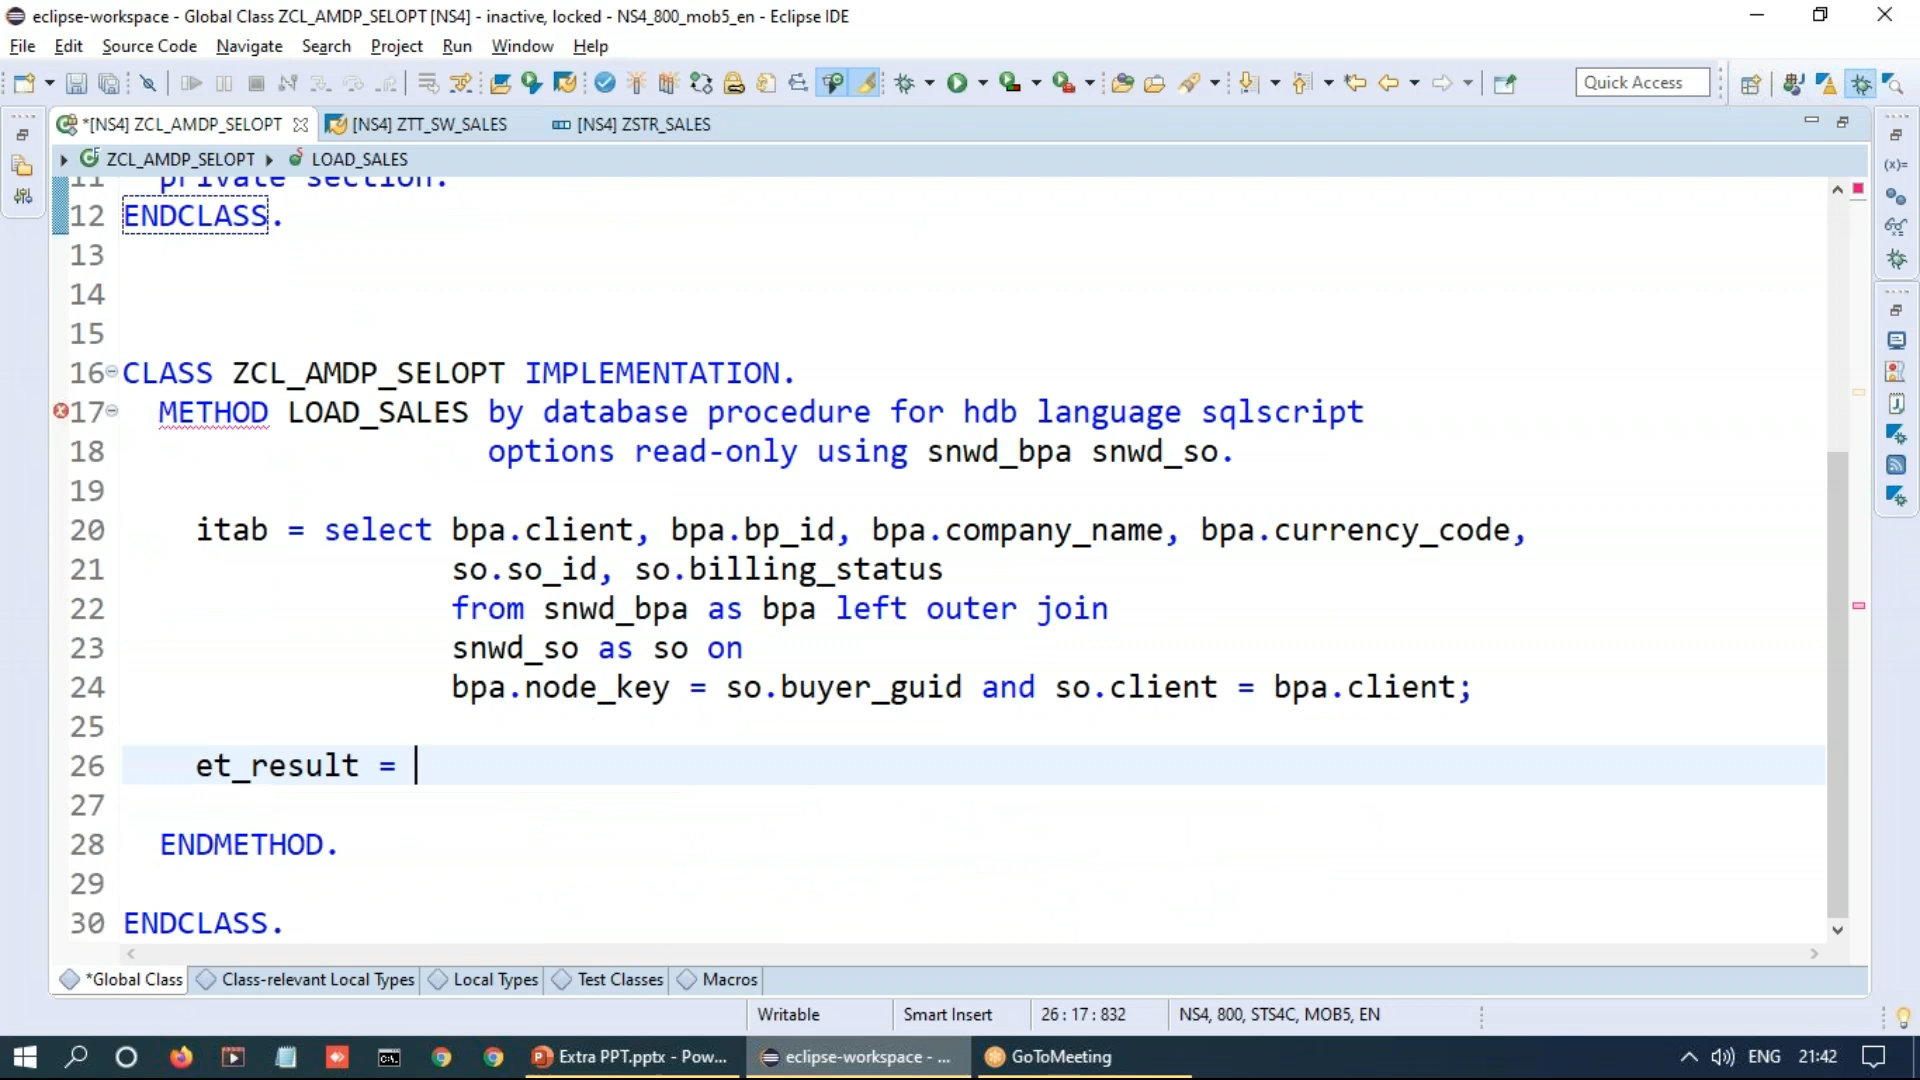 eclipse-workspace - Global Class ZCL_AMDP_SELOPT [NS4] - inactive, locked - NS4_800_mob5_en - Eclipse IDE
File Edit Source Code Navigate Search Project Run Window Help
Quick Access
*[NS4] ZCL_AMDP_SELOPT [NS4] ZTT_SW_SALES [NS4] ZSTR_SALES
ZCL_AMDP_SELOPT LOAD_SALES
11 private section.
12 ENDCLASS.
13
14
15
16 CLASS ZCL_AMDP_SELOPT IMPLEMENTATION.
17 METHOD LOAD_SALES by database procedure for hdb language sqlscript
18 options read-only using snwd_bpa snwd_so.
19
20 itab = select bpa.client, bpa.bp_id, bpa.company_name, bpa.currency_code,
21 so.so_id, so.billing_status
22 from snwd_bpa as bpa left outer join
23 snwd_so as so on
24 bpa.node_key = so.buyer_guid and so.client = bpa.client;
25
26 et_result =
27
28 ENDMETHOD.
29
30 ENDCLASS.
*Global Class Class-relevant Local Types Local Types Test Classes Macros
Writable Smart Insert 26 : 17 : 832 NS4, 800, STS4C, MOB5, EN
Extra PPT.pptx - Pow... eclipse-workspace - ... GoToMeeting ENG 21:42